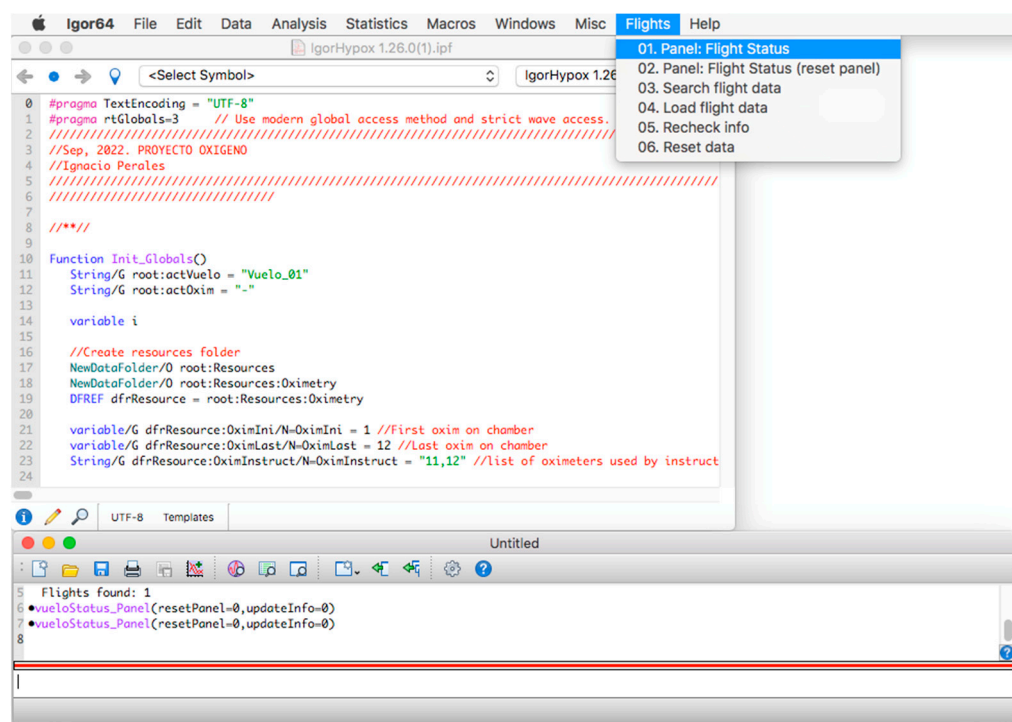 Igor64 File Edit Data Analysis Statistics Macros Windows Misc Flights Help
IgorHypox 1.26.0(1).ipf
01. Panel: Flight Status
02. Panel: Flight Status (reset panel)
03. Search flight data
04. Load flight data
05. Recheck info
06. Reset data
<Select Symbol>
IgorHypox 1.26
0 #pragma TextEncoding = "UTF-8"
1 #pragma rtGlobals=3 // Use modern global access method and strict wave access.
2 ////////////////////////////////////////////////////////////////////////////////////
3 //Sep, 2022. PROYECTO OXIGENO
4 //Ignacio Perales
5 ////////////////////////////////////////////////////////////////////////////////////////////////////
6 /////////////////////////////////
7
8 //**//
9
10 Function Init_Globals()
11 String/G root:actVuelo = "Vuelo_01"
12 String/G root:actOxim = "-"
13
14 variable i
15
16 //Create resources folder
17 NewDataFolder/O root:Resources
18 NewDataFolder/O root:Resources:Oximetry
19 DFREF dfrResource = root:Resources:Oximetry
20
21 variable/G dfrResource:OximIni/N=OximIni = 1 //First oxim on chamber
22 variable/G dfrResource:OximLast/N=OximLast = 12 //Last oxim on chamber
23 String/G dfrResource:OximInstruct/N=OximInstruct = "11,12" //list of oximeters used by instruct
24
UTF-8 Templates
Untitled
5 Flights found: 1
6 •vueloStatus_Panel(resetPanel=0,updateInfo=0)
7 •vueloStatus_Panel(resetPanel=0,updateInfo=0)
8